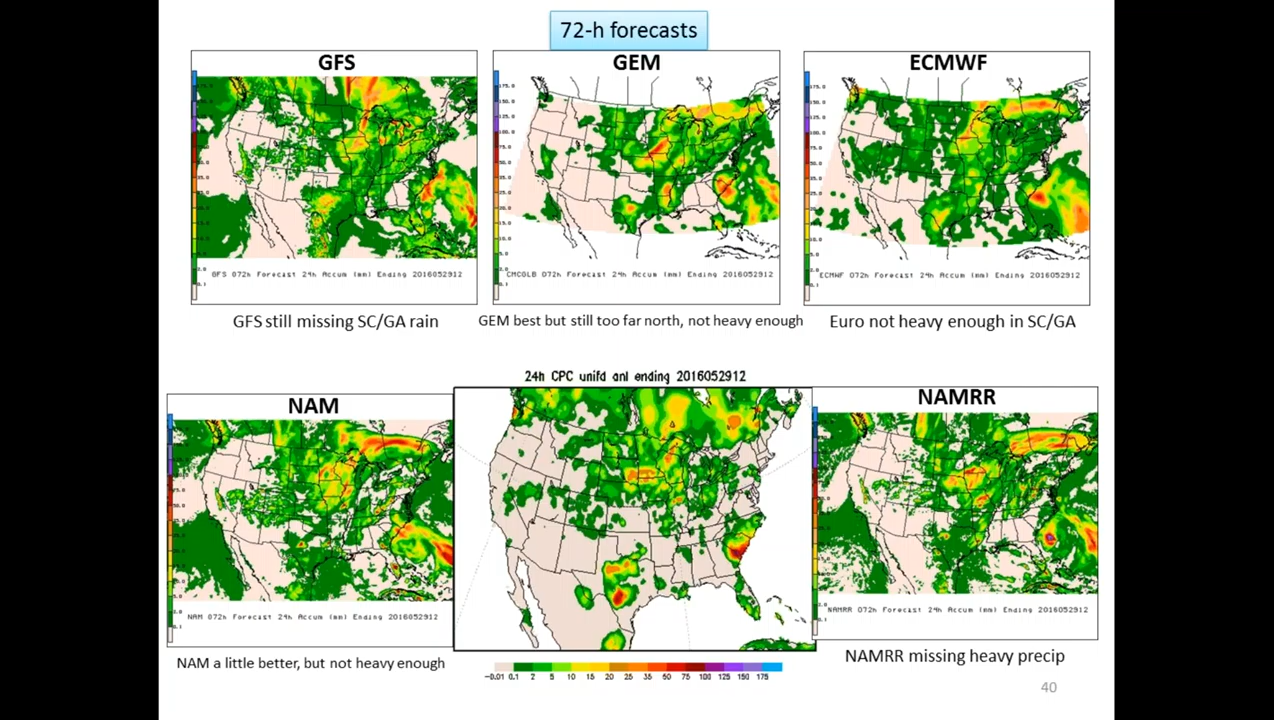 72-h forecasts
GFS
GEM
ECMWF
GFS 072h Forecast 24h Accum (mm) Ending 2016052912
CMCGLB 072h Forecast 24h Accum (mm) Ending 2016052912
ECMWF 072h Forecast 24h Accum (mm) Ending 2016052912
GFS still missing SC/GA rain
GEM best but still too far north, not heavy enough
Euro not heavy enough in SC/GA
24h CPC unifd anl ending 2016052912
NAM
NAMRR
NAM 072h Forecast 24h Accum (mm) Ending 2016052912
NAMRR 072h Forecast 24h Accum (mm) Ending 2016052912
NAM a little better, but not heavy enough
NAMRR missing heavy precip
-0.01 0.1 2 5 10 15 20 25 35 50 75 100 125 150 175
40